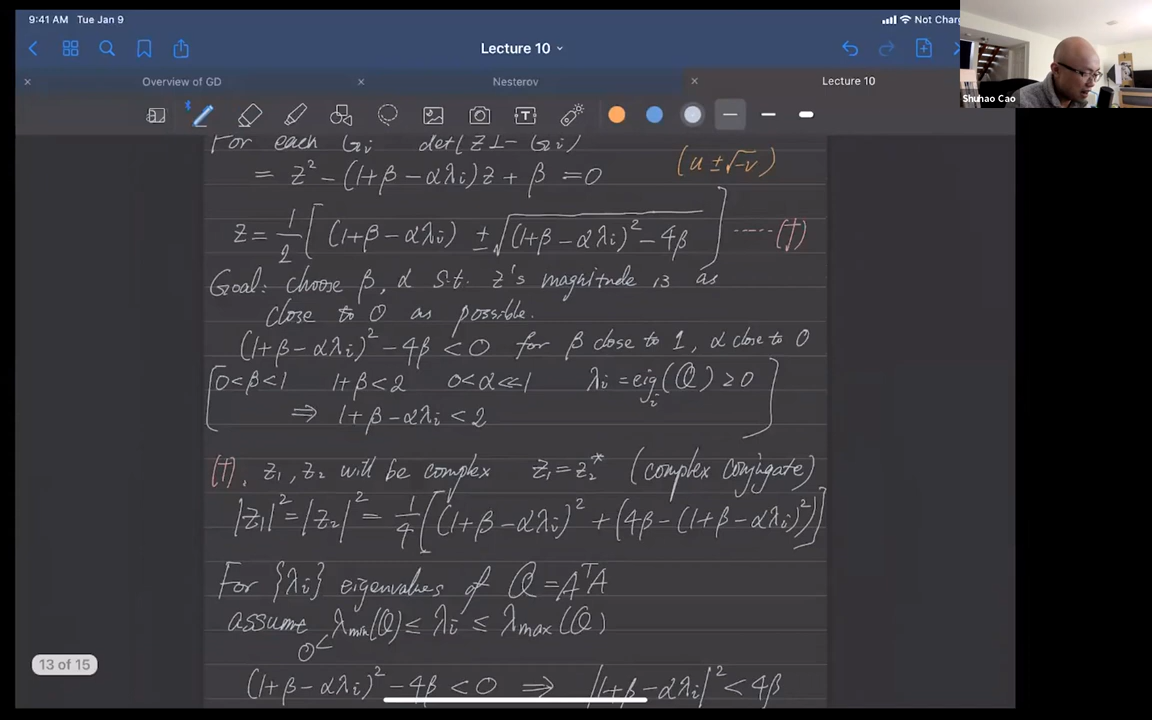 9:41 AM Tue Jan 9
Not Charg
Lecture 10
Shuhao Cao
Overview of GD
Nesterov
Lecture 10
For each Gi det(zI - Gi)
= z² - (1+β - αλi)z + β = 0
(u ± √-v)
z = 1/2 [ (1+β - αλi) ± √((1+β - αλi)² - 4β) ] ..... (†)
Goal: choose β, α s.t. z's magnitude is as
close to 0 as possible.
(1+β - αλi)² - 4β < 0 for β close to 1, α close to 0
[ 0<β<1 1+β<2 0<α≪1 λi = eigi(Q) ≥ 0
⇒ 1+β - αλi < 2 ]
(†), z1, z2 will be complex z1 = z2* (complex conjugate)
|z1|² = |z2|² = 1/4 [ (1+β - αλi)² + (4β - (1+β - αλi)²) ]
For {λi} eigenvalues of Q = AᵀA
assume λmin(Q) ≤ λi ≤ λmax(Q)
0<
(1+β - αλi)² - 4β < 0 ⇒ |1+β - αλi|² < 4β
13 of 15